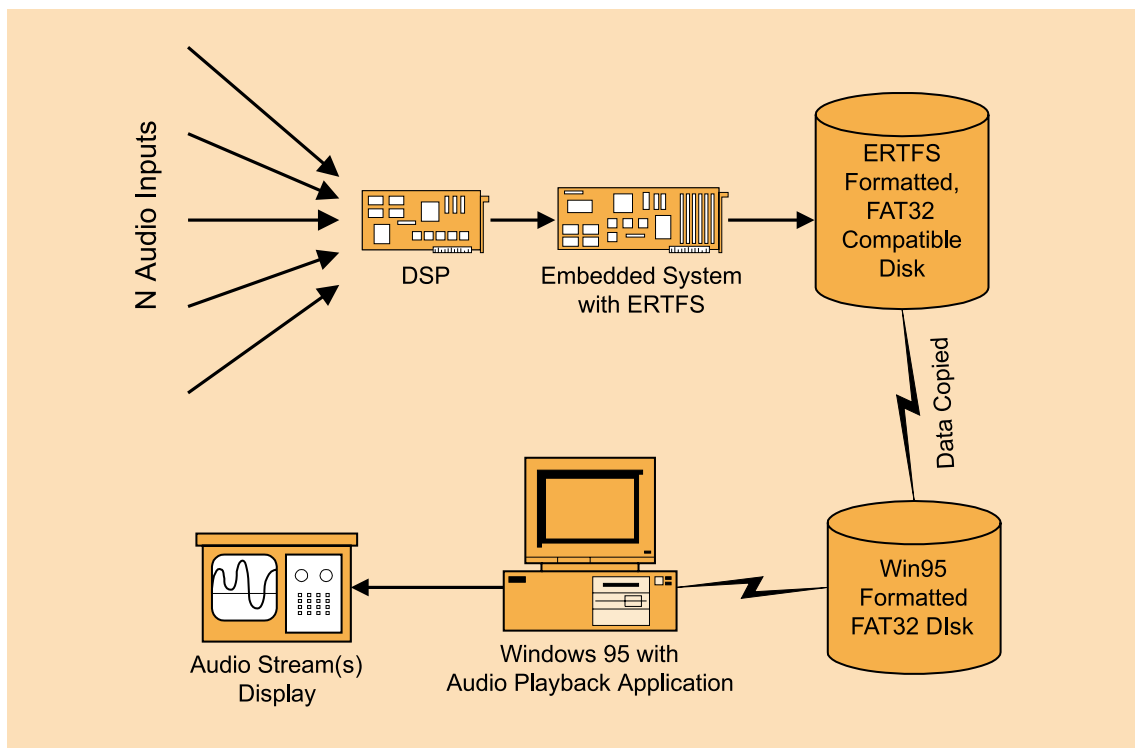 N Audio Inputs
DSP
Embedded System
with ERTFS
ERTFS
Formatted,
FAT32
Compatible
Disk
Data Copied
Win95
Formatted
FAT32 DIsk
Windows 95 with
Audio Playback Application
Audio Stream(s)
Display